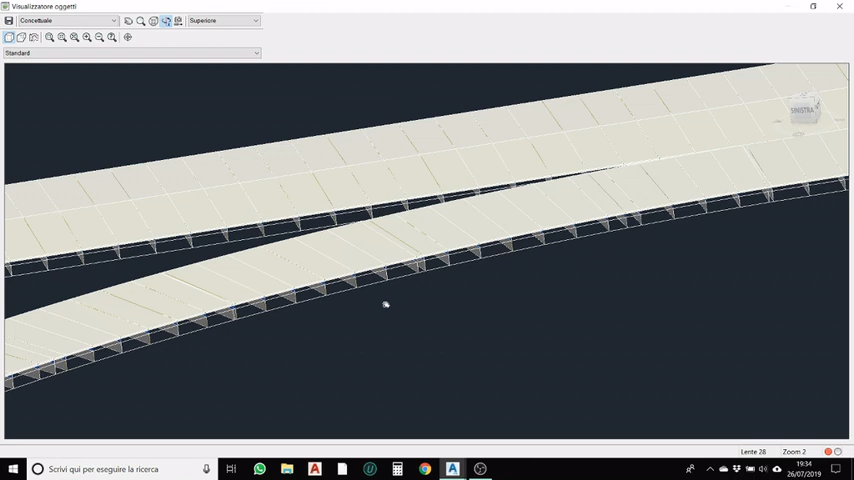 Visualizzatore oggetti
Concettuale
Superiore
Standard
SINISTRA
Lente 28 Zoom 2
Scrivi qui per eseguire la ricerca
19:34
26/07/2019